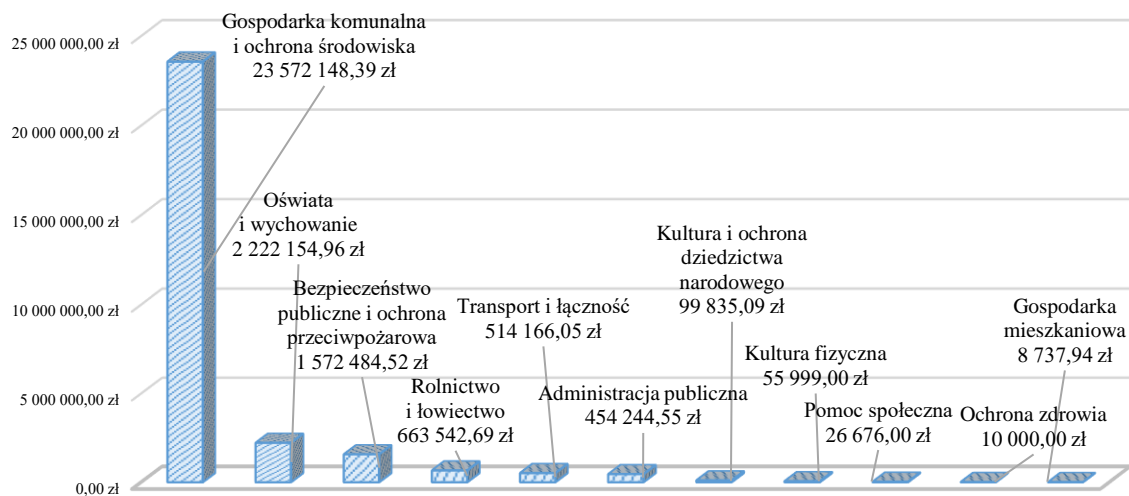 25 000 000,00 zł
20 000 000,00 zł
15 000 000,00 zł
10 000 000,00 zł
5 000 000,00 zł
0,00 zł
Gospodarka komunalna
i ochrona środowiska
23 572 148,39 zł
Oświata
i wychowanie
2 222 154,96 zł
Bezpieczeństwo
publiczne i ochrona
przeciwpożarowa
1 572 484,52 zł
Rolnictwo
i łowiectwo
663 542,69 zł
Transport i łączność
514 166,05 zł
Administracja publiczna
454 244,55 zł
Kultura i ochrona
dziedzictwa
narodowego
99 835,09 zł
Kultura fizyczna
55 999,00 zł
Pomoc społeczna
26 676,00 zł
Ochrona zdrowia
10 000,00 zł
Gospodarka
mieszkaniowa
8 737,94 zł